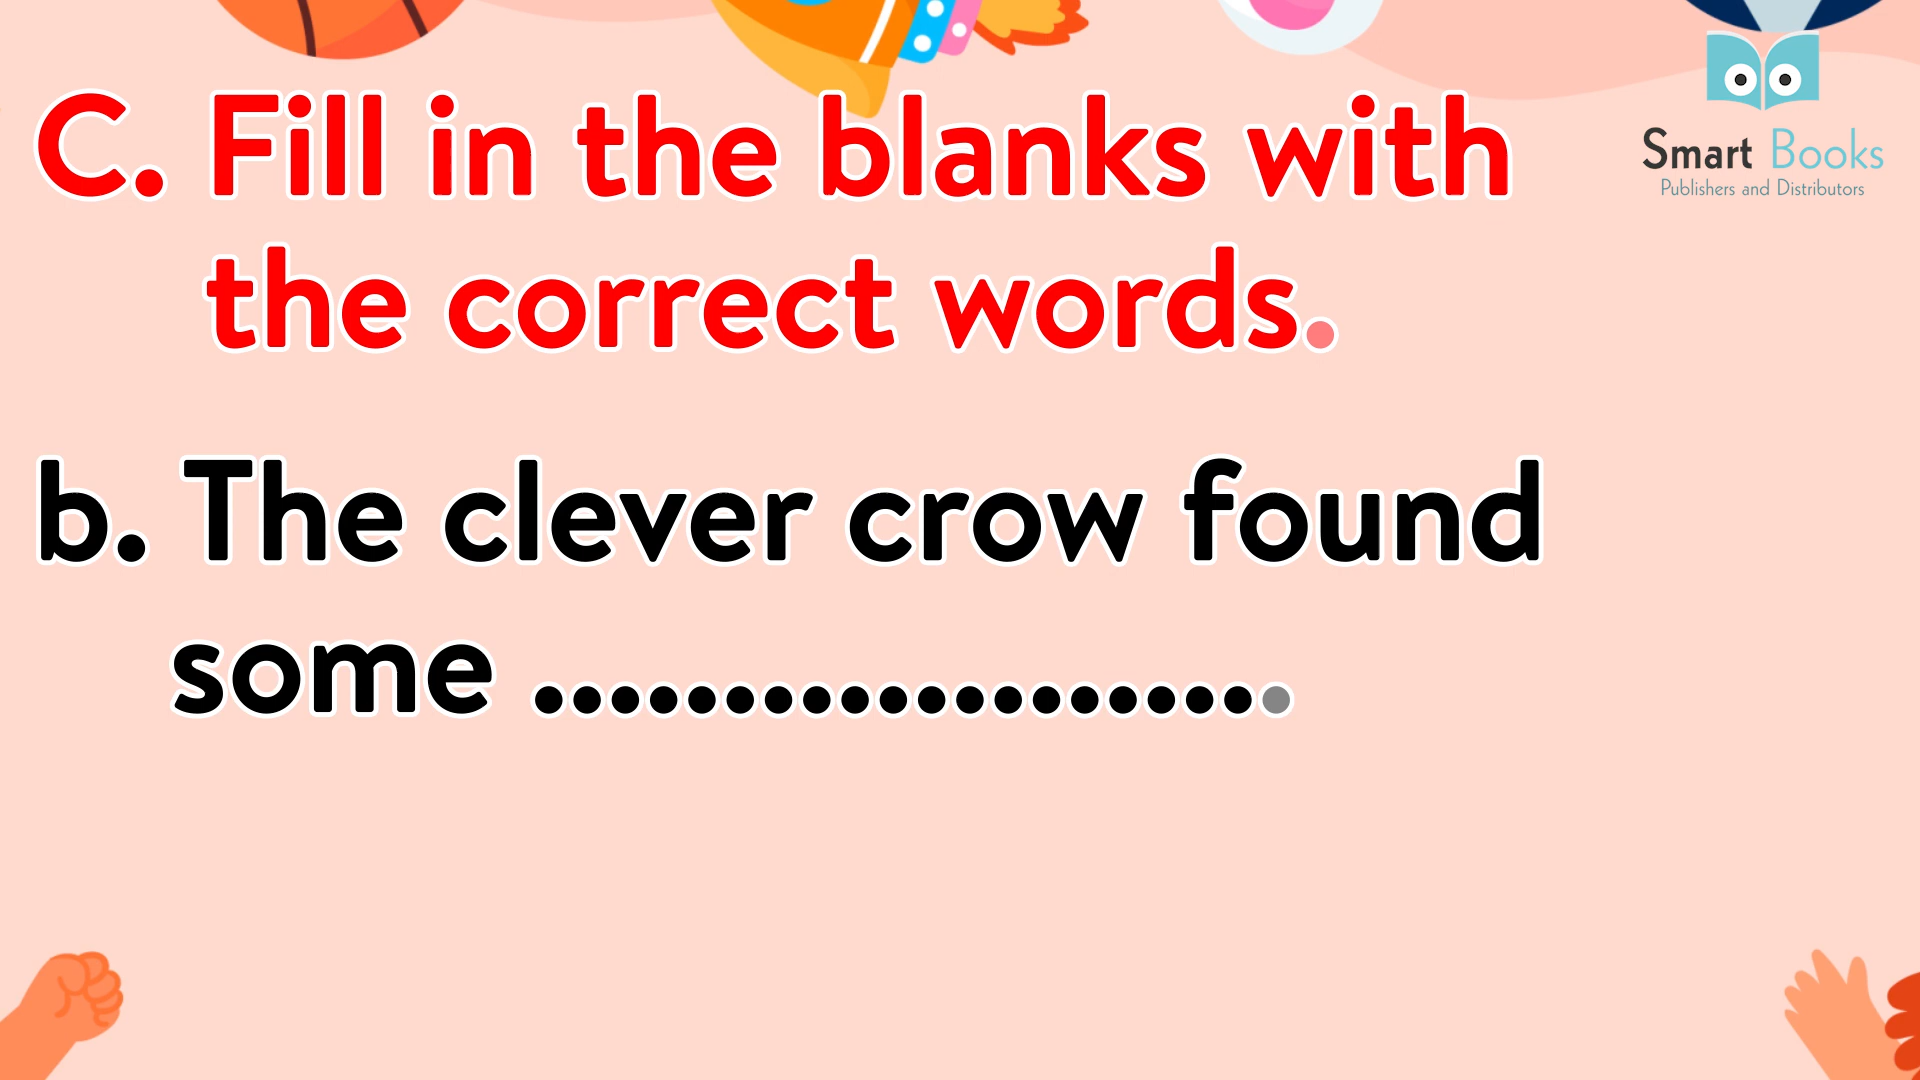 C. Fill in the blanks with
the correct words.
b. The clever crow found
some ....................
Smart Books
Publishers and Distributors